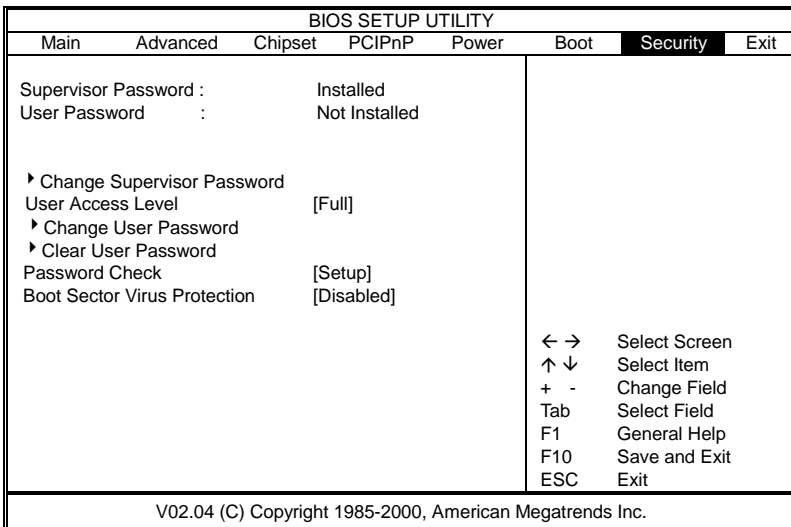 BIOS SETUP UTILITY
Main Advanced Chipset PCIPnP Power Boot Security Exit
Supervisor Password : Installed
User Password : Not Installed
Change Supervisor Password
User Access Level [Full]
Change User Password
Clear User Password
Password Check [Setup]
Boot Sector Virus Protection [Disabled]
← → Select Screen
↑ ↓ Select Item
+ - Change Field
Tab Select Field
F1 General Help
F10 Save and Exit
ESC Exit
V02.04 (C) Copyright 1985-2000, American Megatrends Inc.